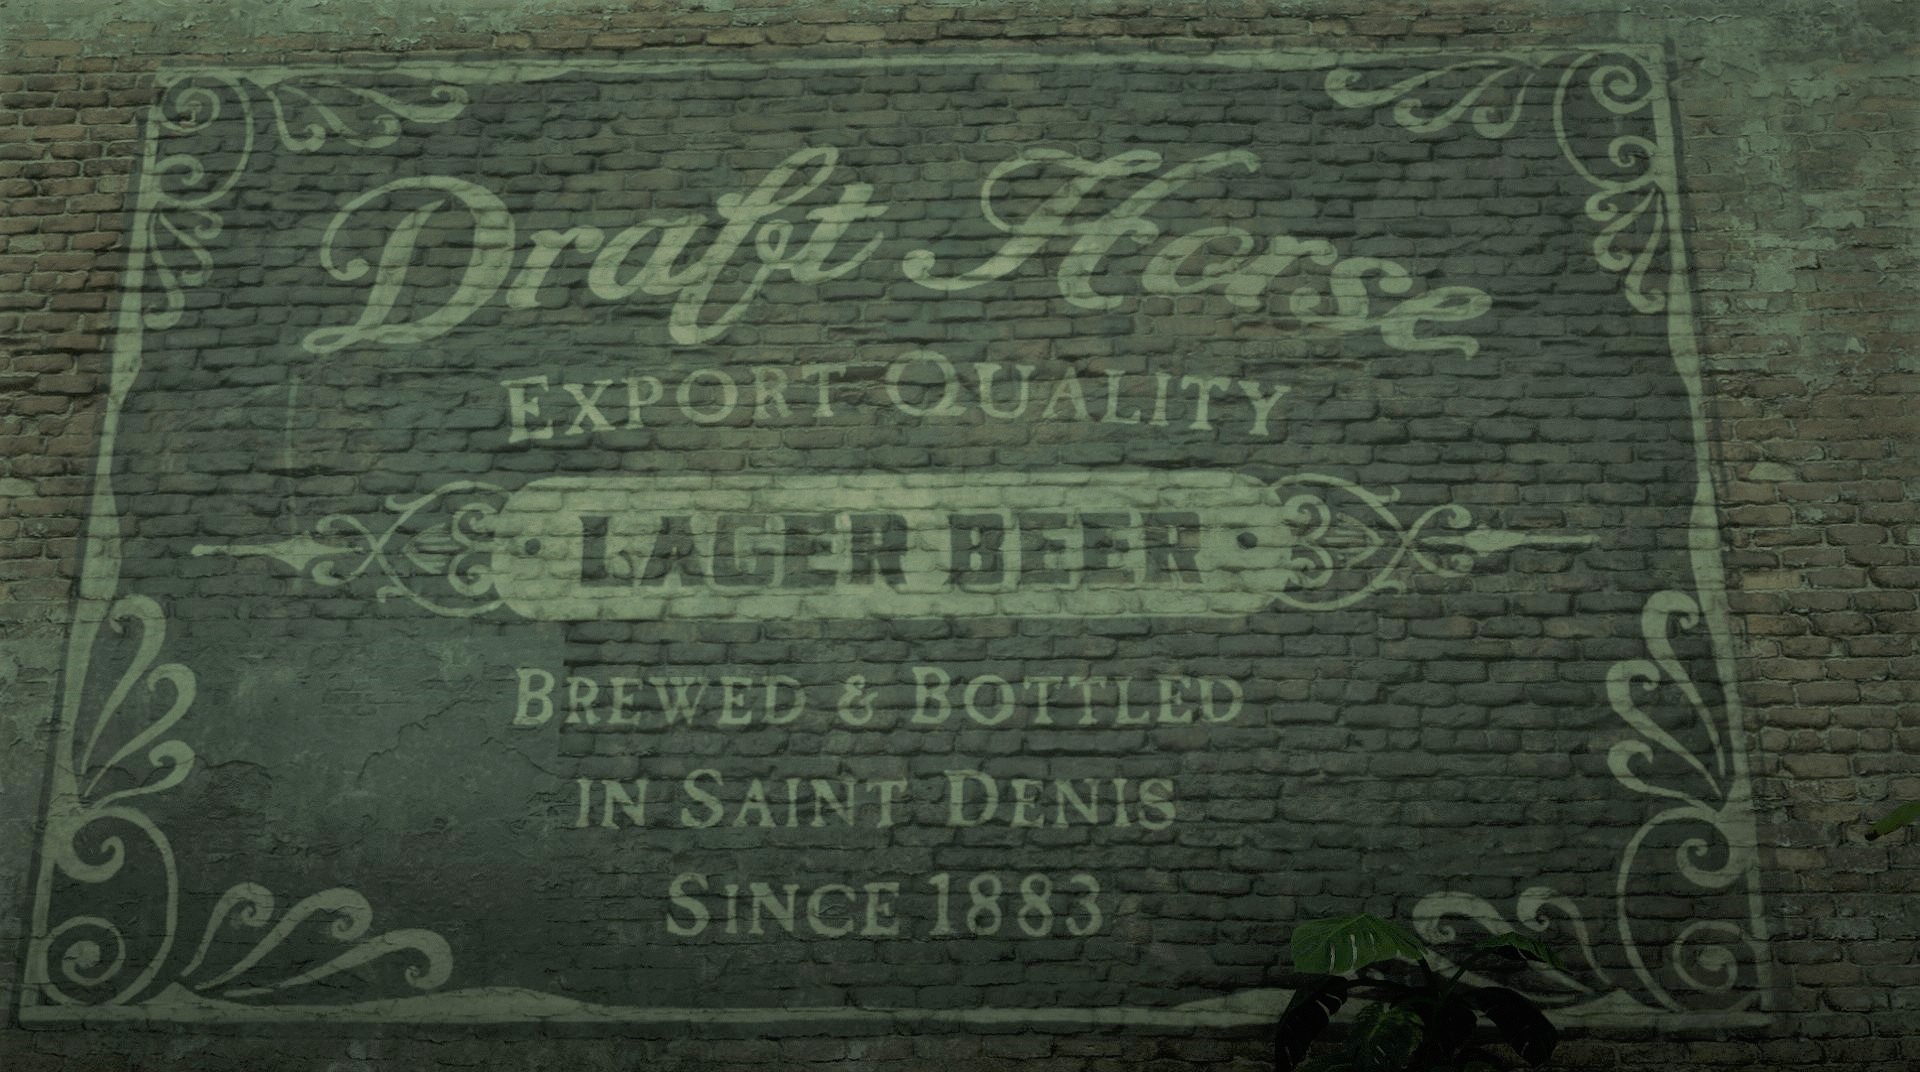 Draft Horse
EXPORT QUALITY
LAGER BEER
BREWED & BOTTLED
IN SAINT DENIS
SINCE 1883